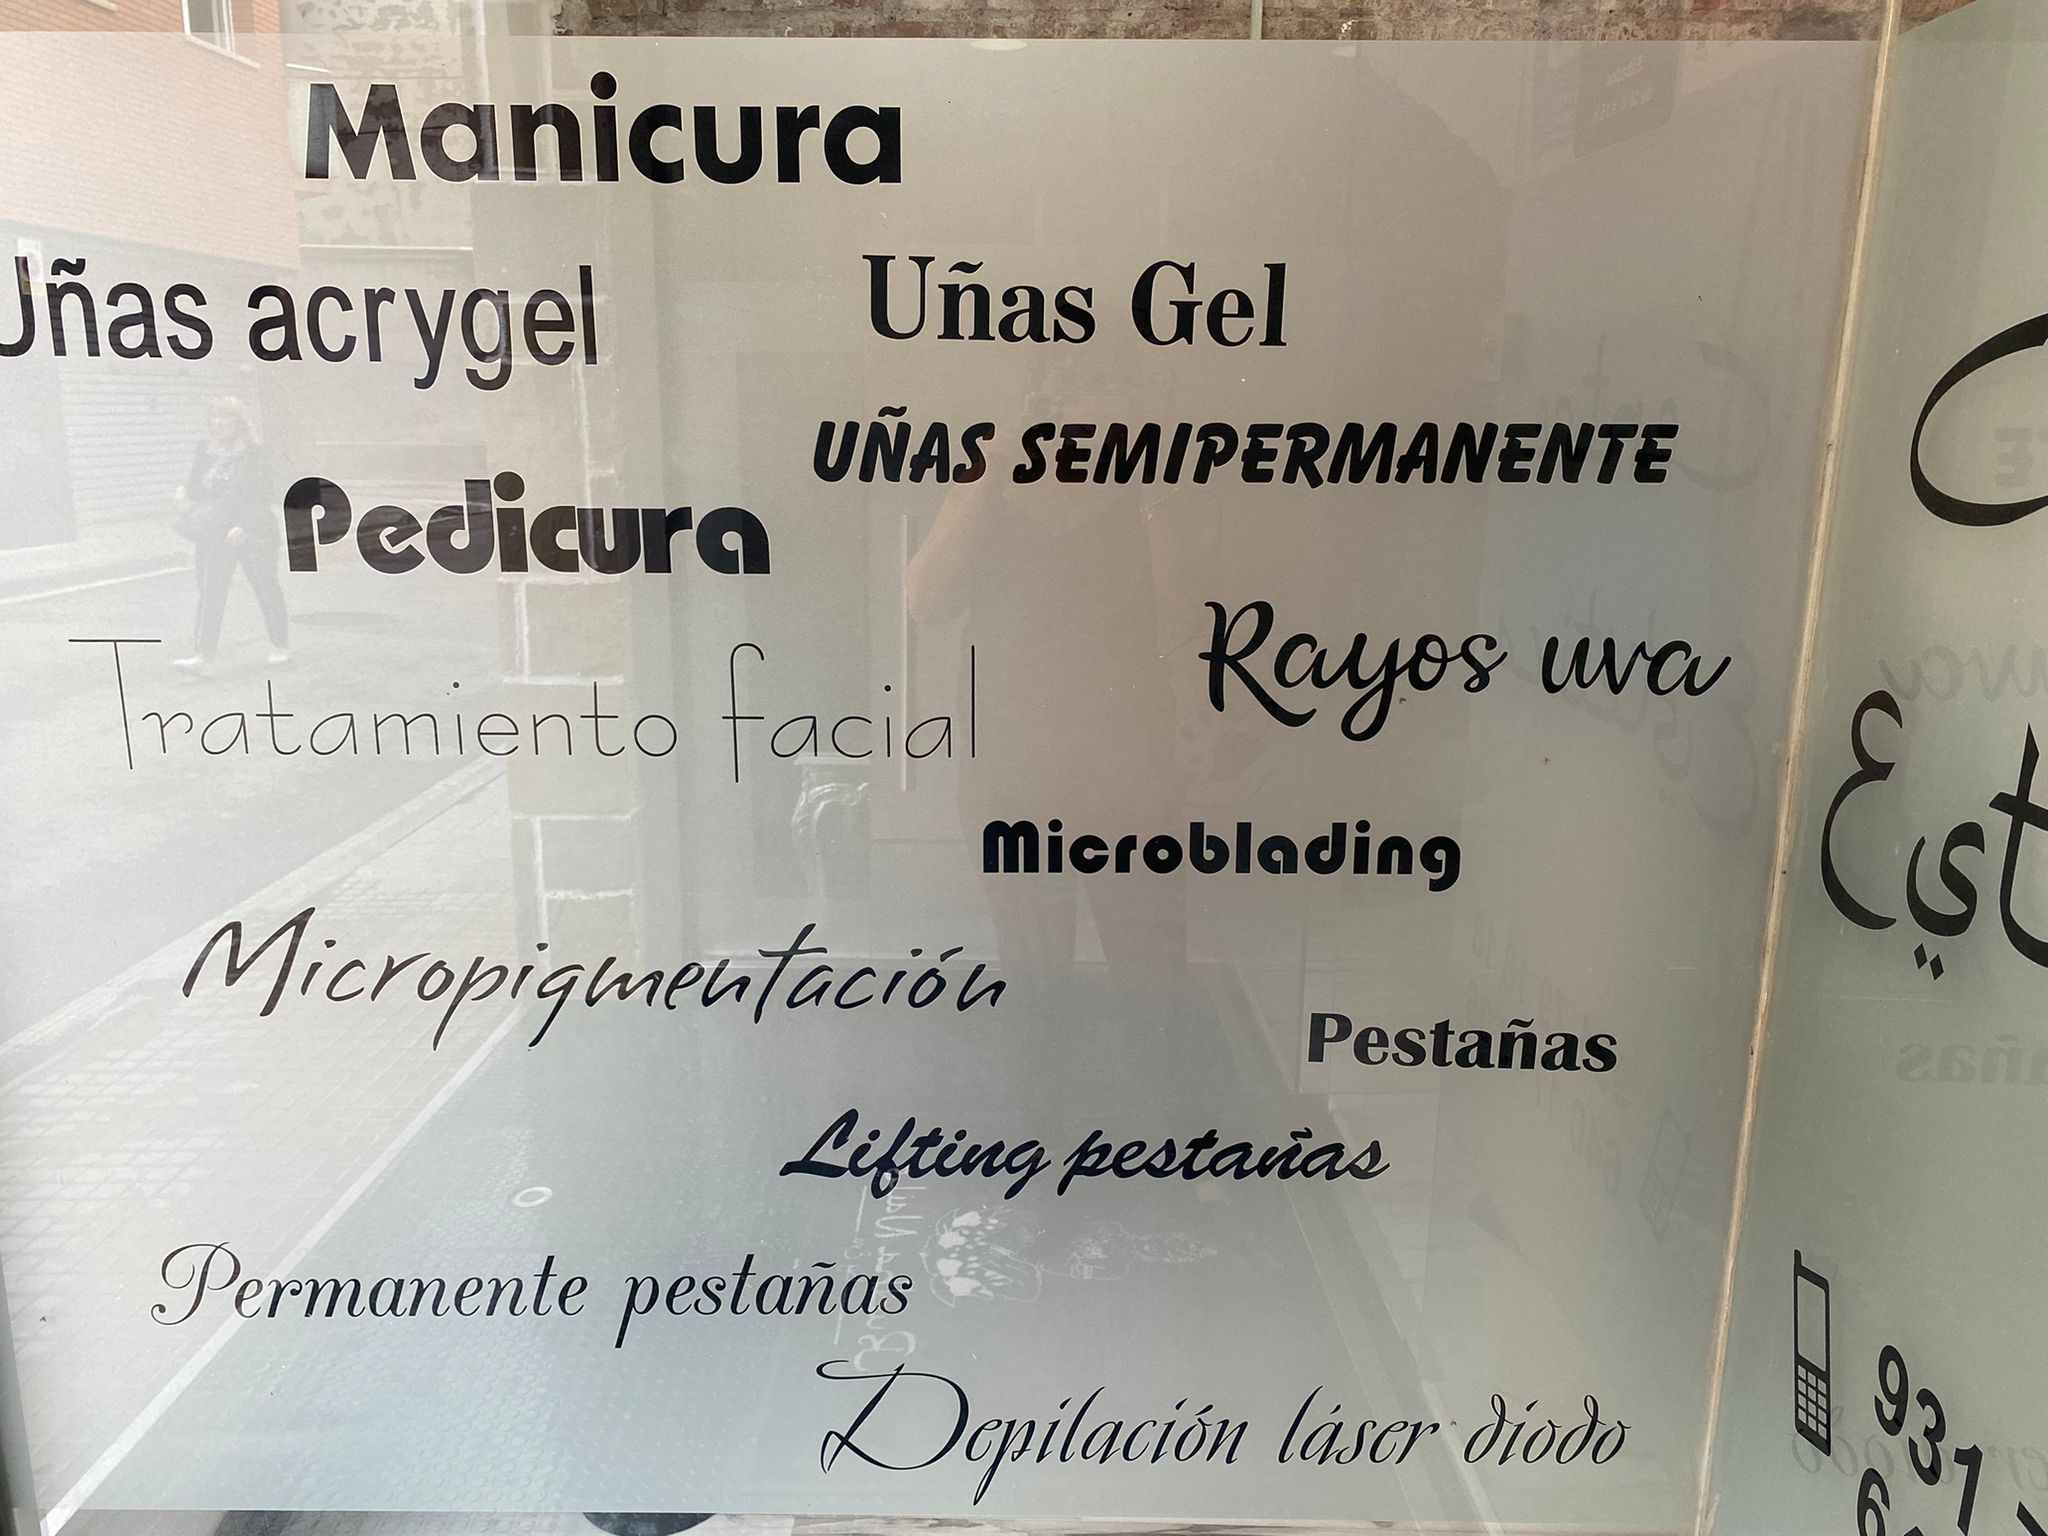 Manicura
Uñas acrygel
Uñas Gel
UÑAS SEMIPERMANENTE
Pedicura
Rayos uva
Tratamiento facial
Microblading
Micropigmentación
Pestañas
Lifting pestañas
Permanente pestañas
Depilación láser diodo
931